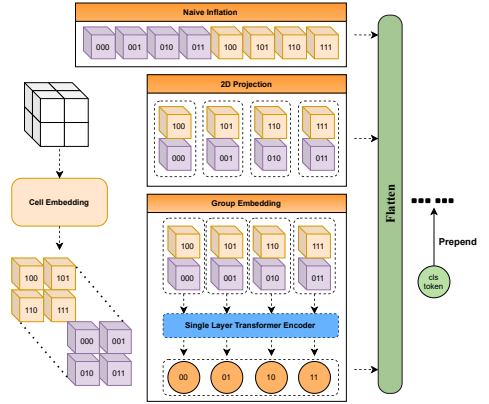 Naive Inflation
000 001 010 011 100 101 110 111
2D Projection
100 101 110 111
000 001 010 011
Cell Embedding
Group Embedding
100 101 110 111
000 001 010 011
Single Layer Transformer Encoder
00 01 10 11
100 101
110 111
000 001
010 011
Flatten
Prepend
cls
token